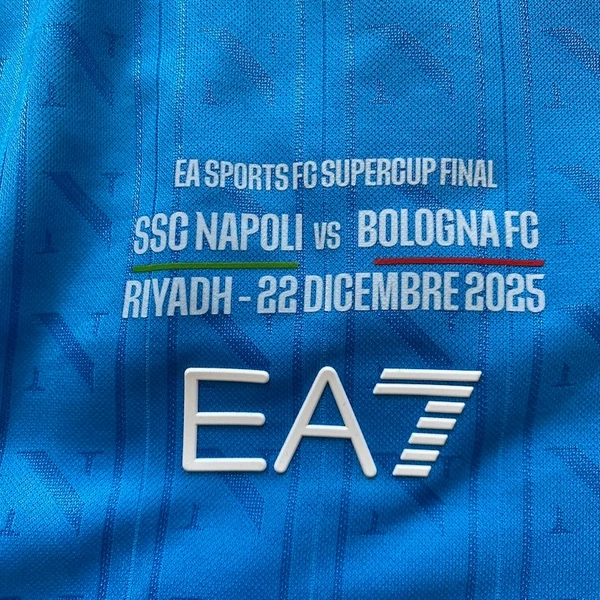 EA SPORTS FC SUPERCUP FINAL
SSC NAPOLI VS BOLOGNA FC
RIYADH - 22 DICEMBRE 2025
EA7